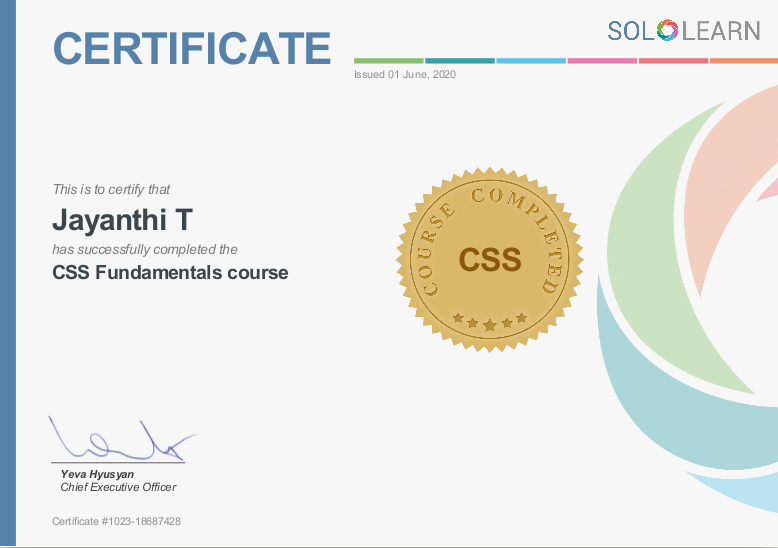 CERTIFICATE
SOLOLEARN
Issued 01 June, 2020
This is to certify that
Jayanthi T
has successfully completed the
CSS Fundamentals course
COURSE COMPLETED
CSS
Yeva Hyusyan
Chief Executive Officer
Certificate #1023-18687428